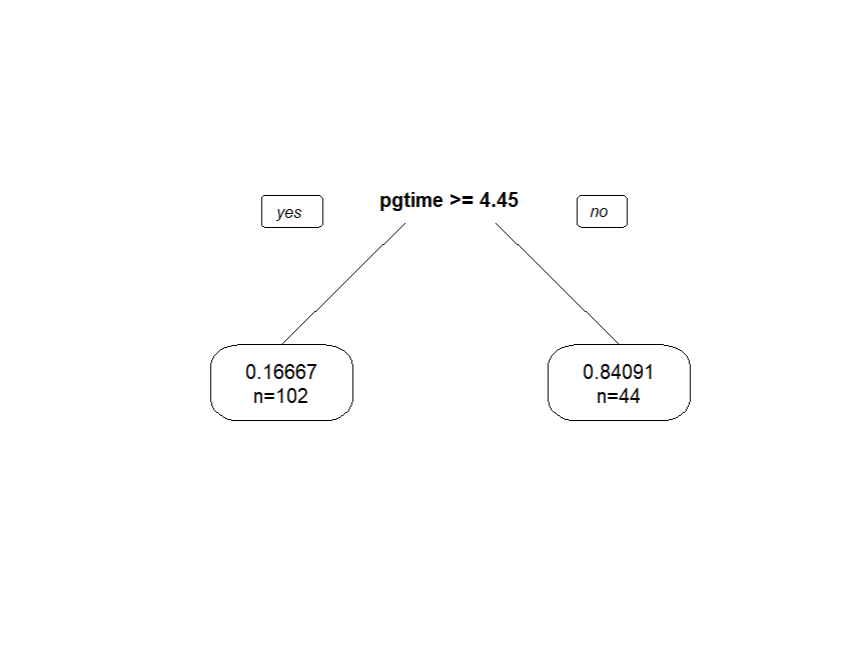 pgtime >= 4.45
yes
no
0.16667
n=102
0.84091
n=44